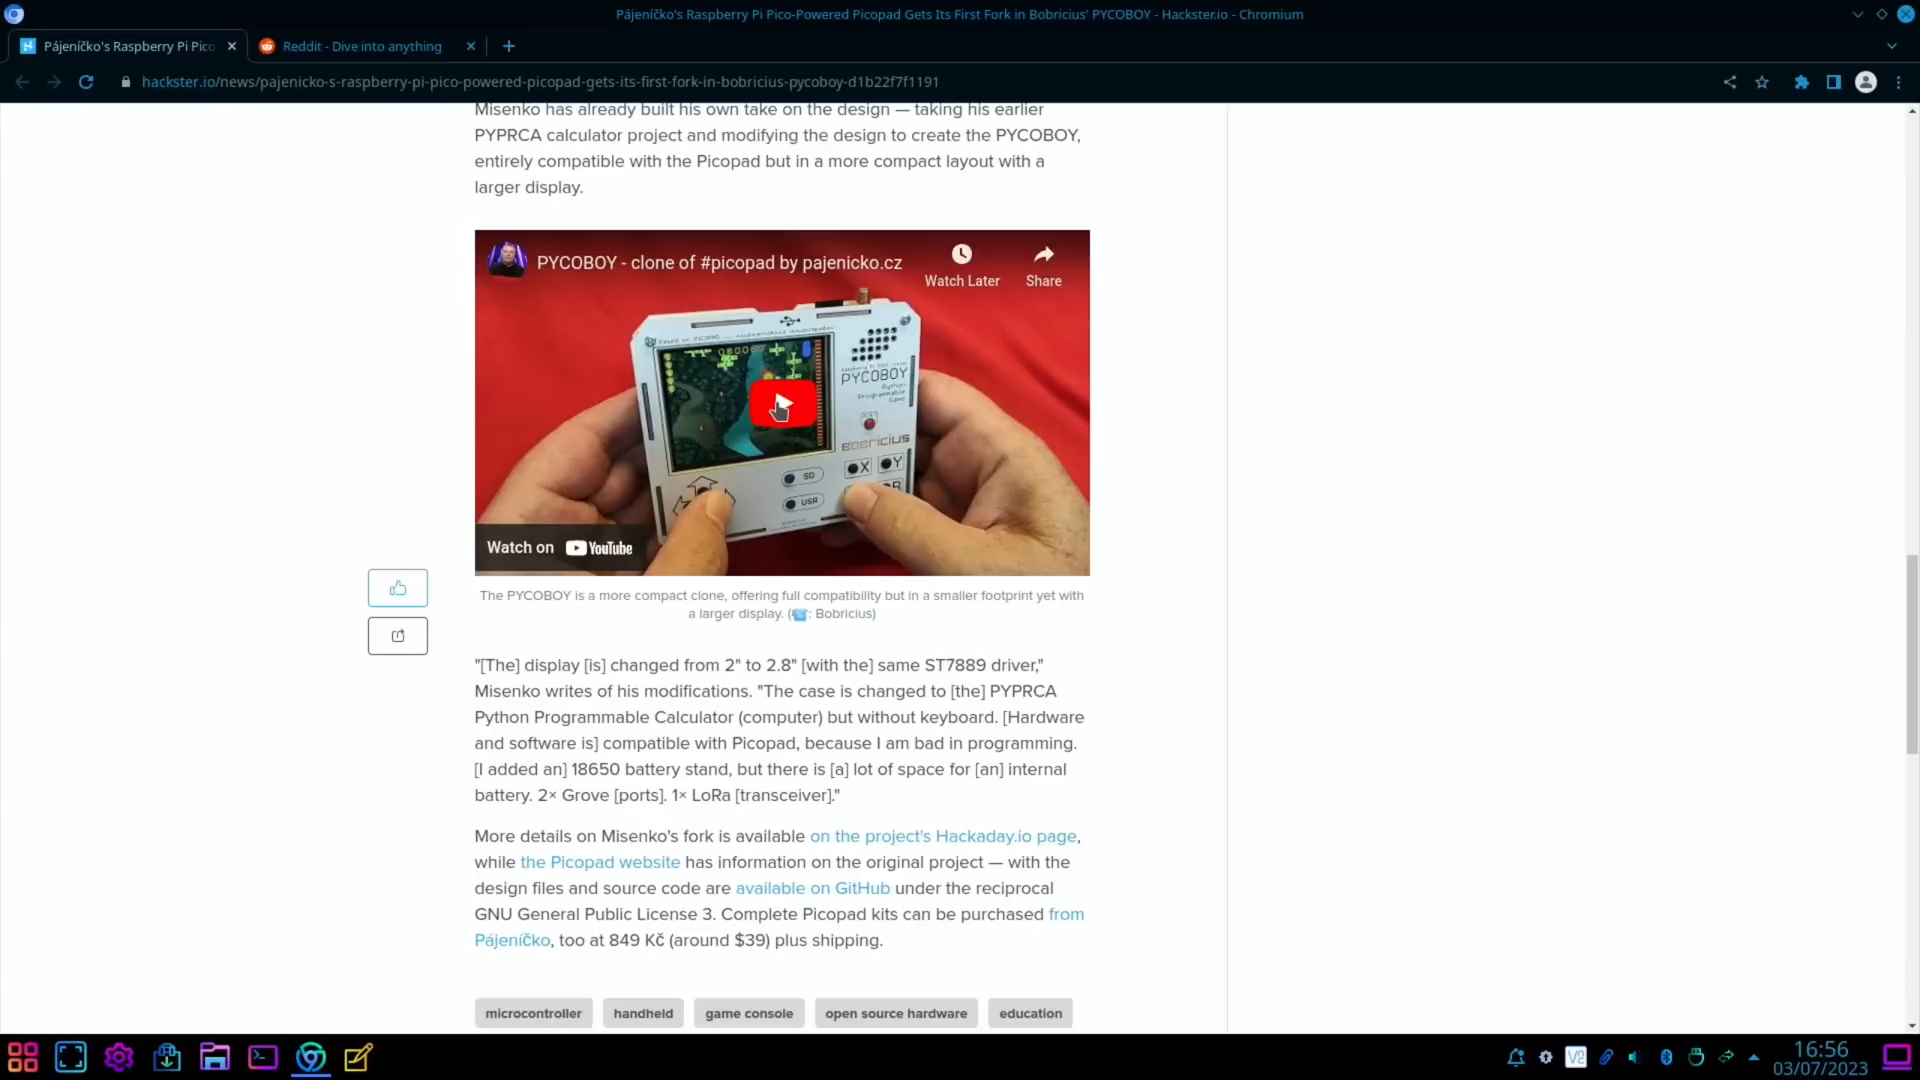 Pájeníčko's Raspberry Pi Pico-Powered Picopad Gets Its First Fork in Bobricius' PYCOBOY - Hackster.io - Chromium
Pájeníčko's Raspberry Pi Pico
Reddit - Dive into anything
hackster.io/news/pajenicko-s-raspberry-pi-pico-powered-picopad-gets-its-first-fork-in-bobricius-pycoboy-d1b22f7f1191
Misenko has already built his own take on the design — taking his earlier
PYPRCA calculator project and modifying the design to create the PYCOBOY,
entirely compatible with the Picopad but in a more compact layout with a
larger display.
PYCOBOY - clone of #picopad by pajenicko.cz
Watch Later
Share
PYCOBOY
Python
Programmable
Game
BOBRICIUS
X Y
SD
USR
Watch on YouTube
The PYCOBOY is a more compact clone, offering full compatibility but in a smaller footprint yet with
a larger display. (📹: Bobricius)
"[The] display [is] changed from 2" to 2.8" [with the] same ST7889 driver,"
Misenko writes of his modifications. "The case is changed to [the] PYPRCA
Python Programmable Calculator (computer) but without keyboard. [Hardware
and software is] compatible with Picopad, because I am bad in programming.
[I added an] 18650 battery stand, but there is [a] lot of space for [an] internal
battery. 2× Grove [ports]. 1× LoRa [transceiver]."
More details on Misenko's fork is available on the project's Hackaday.io page,
while the Picopad website has information on the original project — with the
design files and source code are available on GitHub under the reciprocal
GNU General Public License 3. Complete Picopad kits can be purchased from
Pájeníčko, too at 849 Kč (around $39) plus shipping.
microcontroller
handheld
game console
open source hardware
education
16:56
03/07/2023